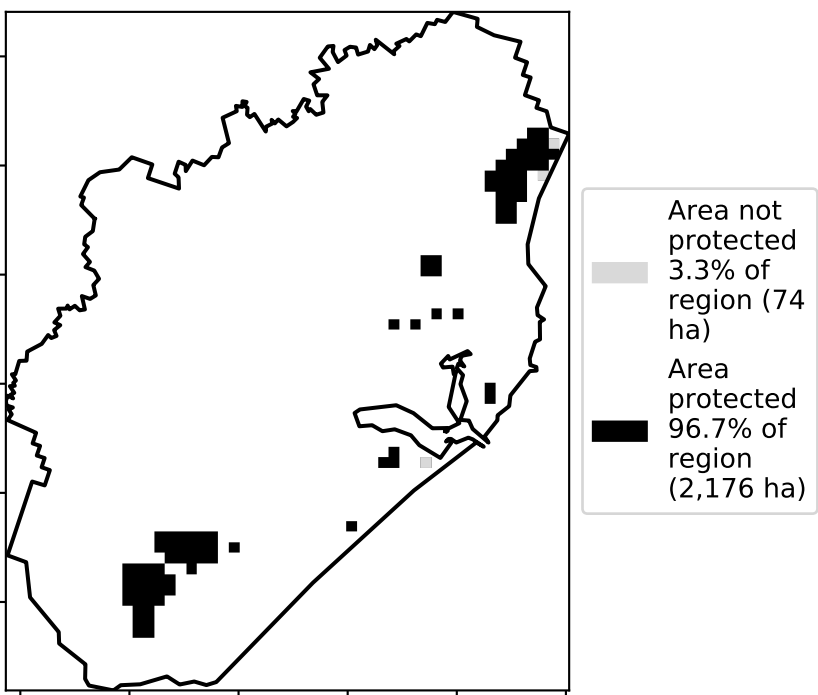 Area not
protected
3.3% of
region (74
ha)
Area
protected
96.7% of
region
(2,176 ha)